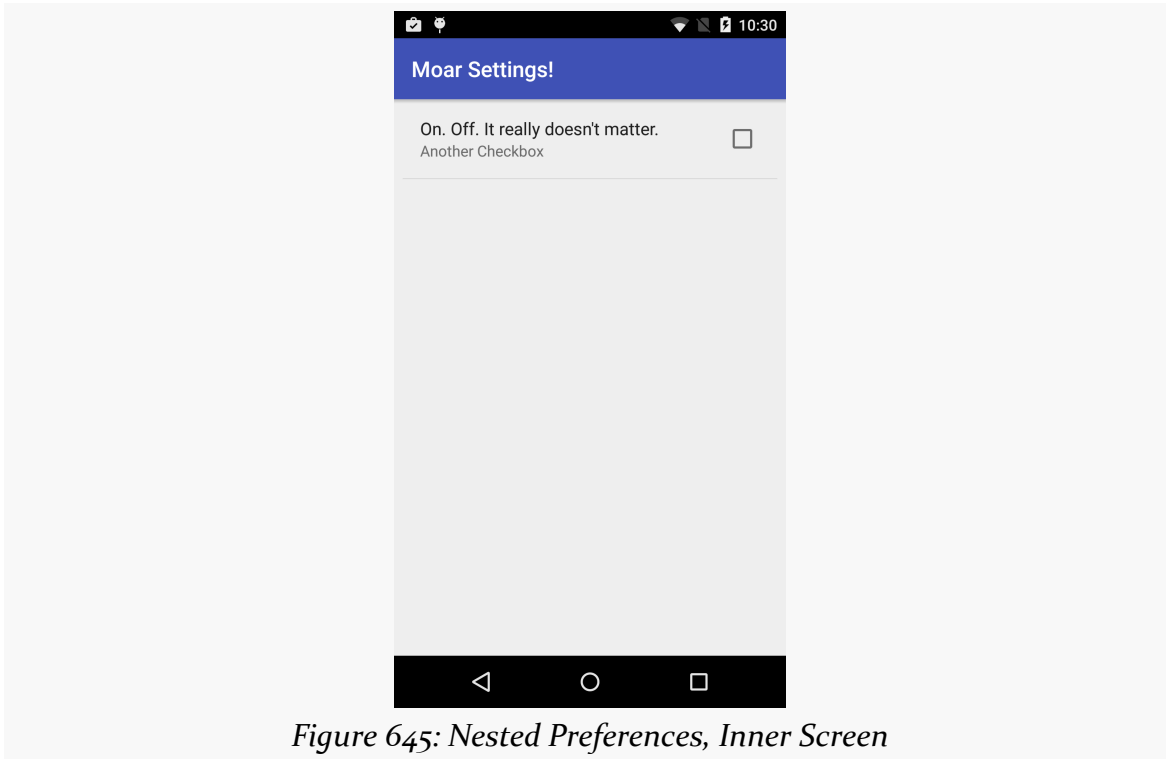 10:30
Moar Settings!
On. Off. It really doesn't matter.
Another Checkbox
Figure 645: Nested Preferences, Inner Screen